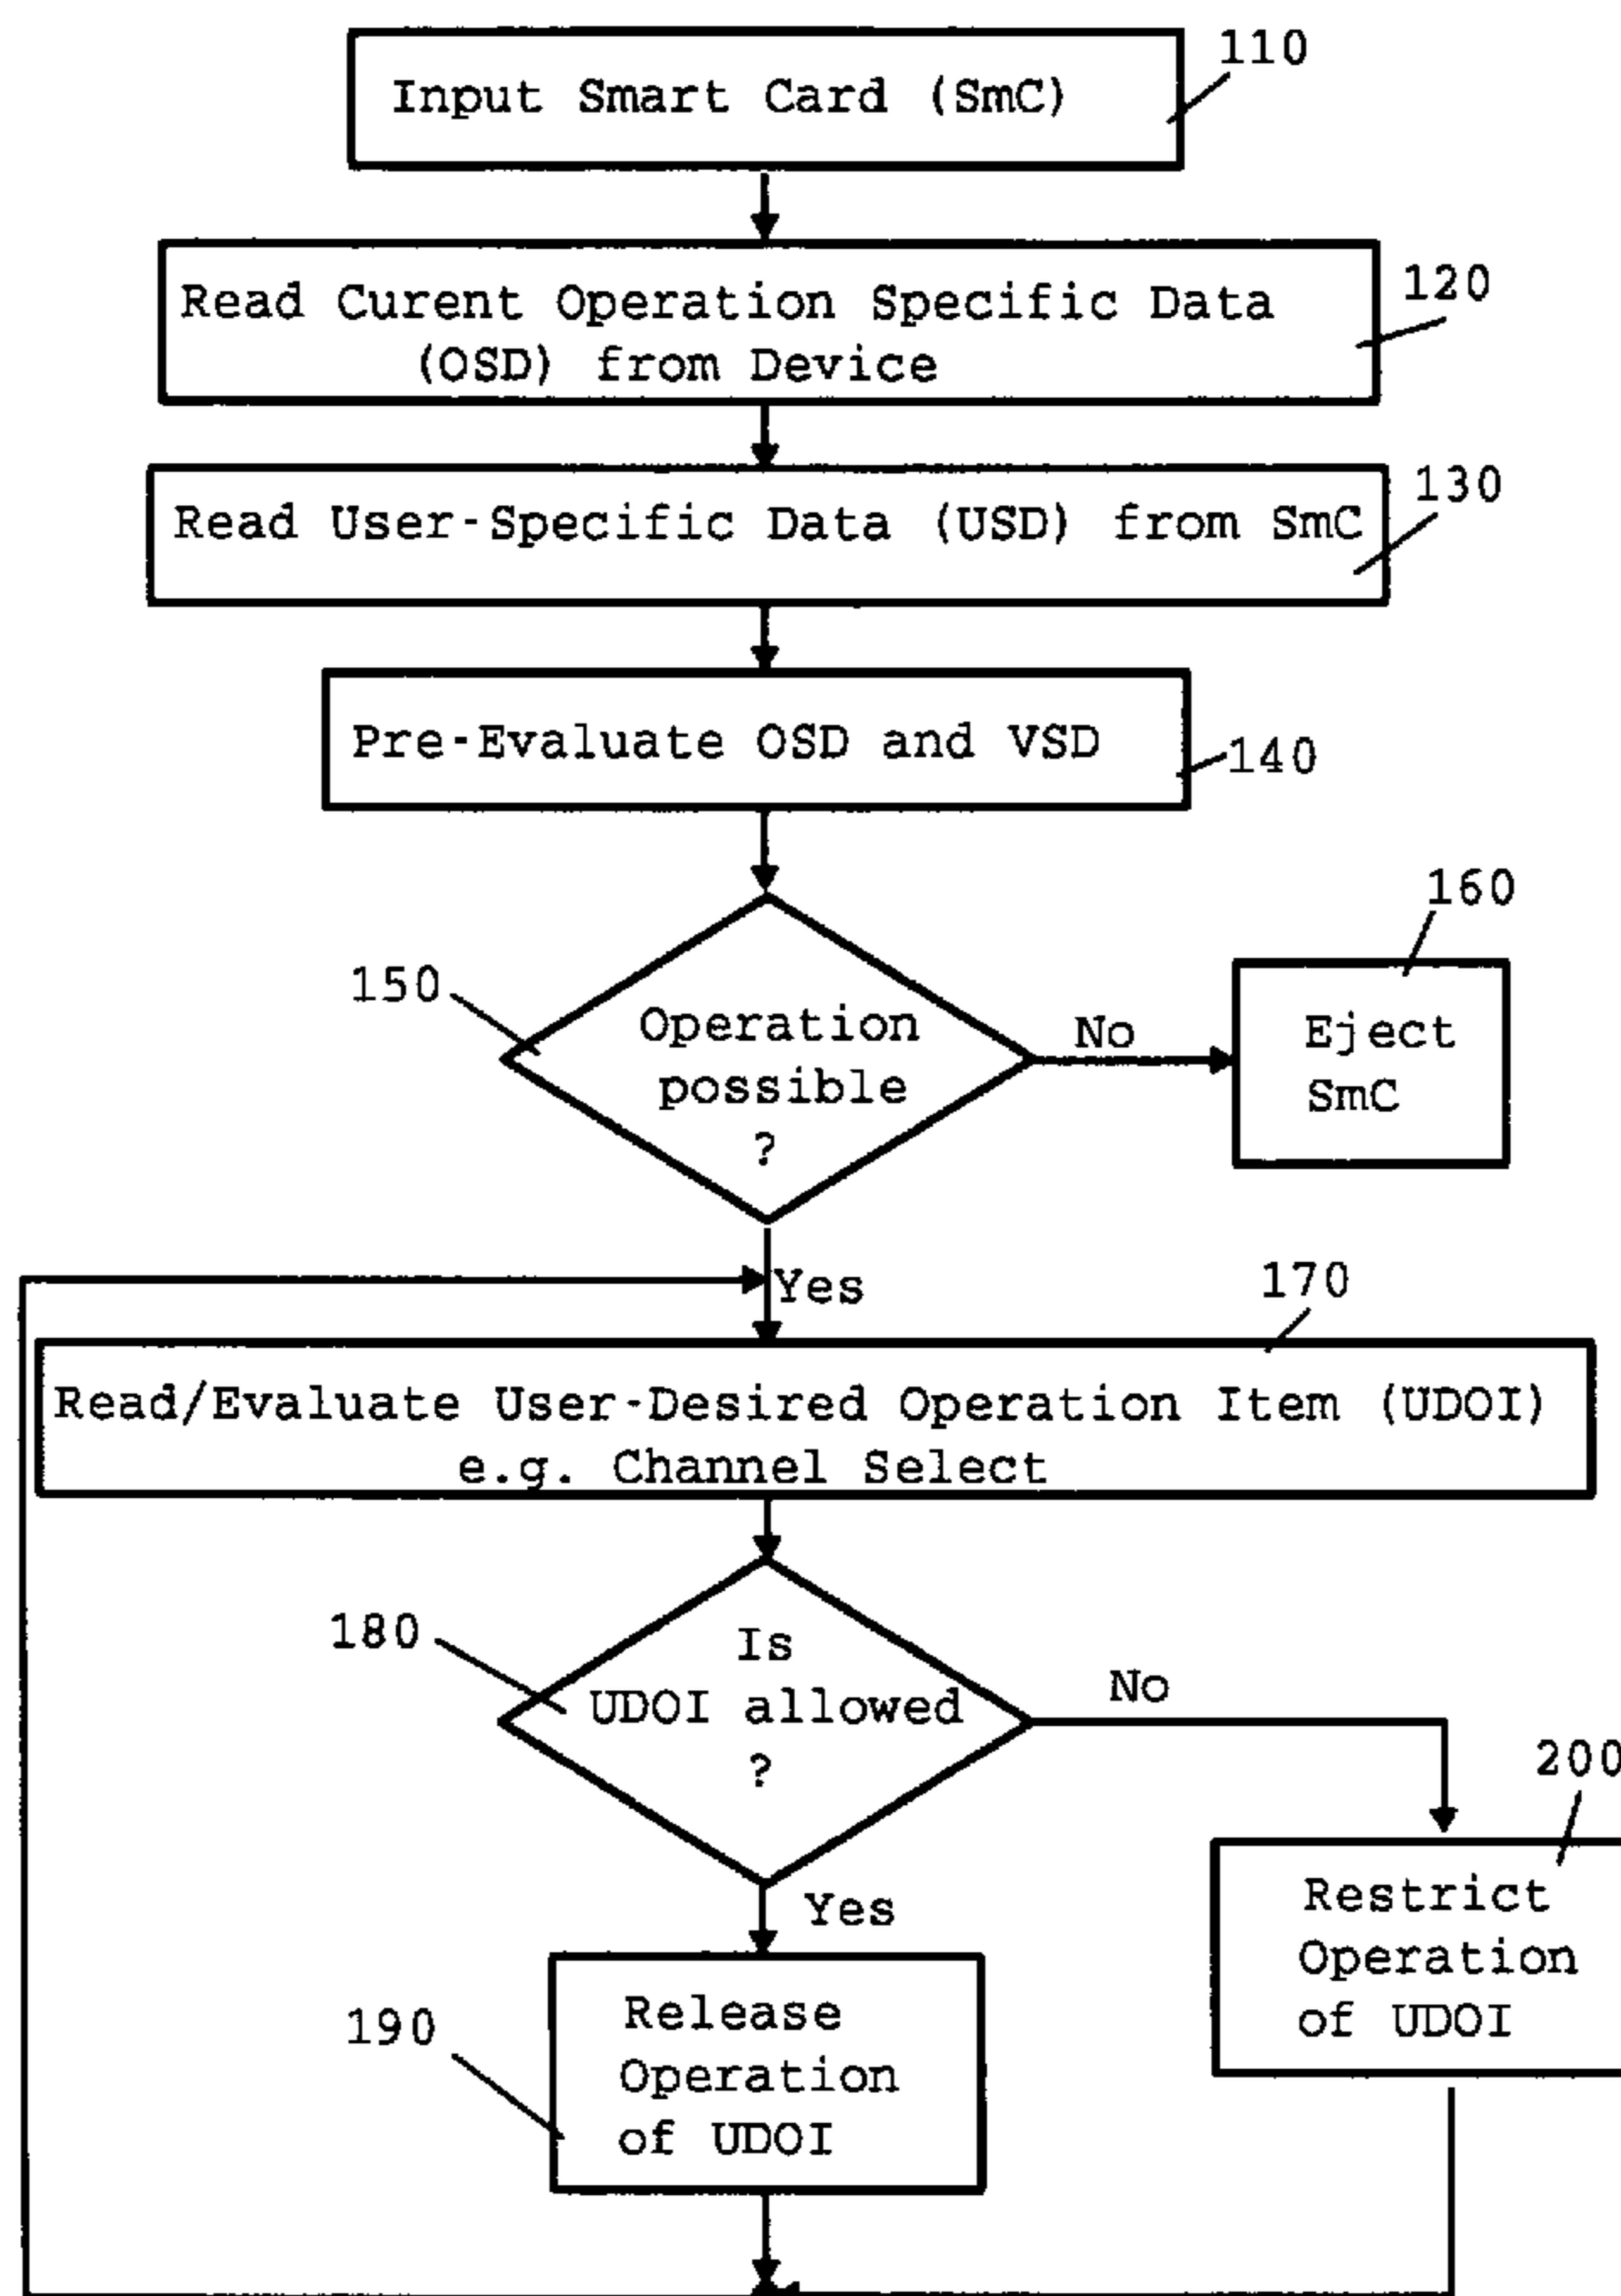 Input Smart Card (SmC)
110
Read Curent Operation Specific Data
(OSD) from Device
120
Read User-Specific Data (USD) from SmC
130
Pre-Evaluate OSD and VSD
140
150
Operation
possible
?
No
160
Eject
SmC
Yes
170
Read/Evaluate User-Desired Operation Item (UDOI)
e.g. Channel Select
180
Is
UDOI allowed
?
No
200
Restrict
Operation
of UDOI
Yes
190
Release
Operation
of UDOI